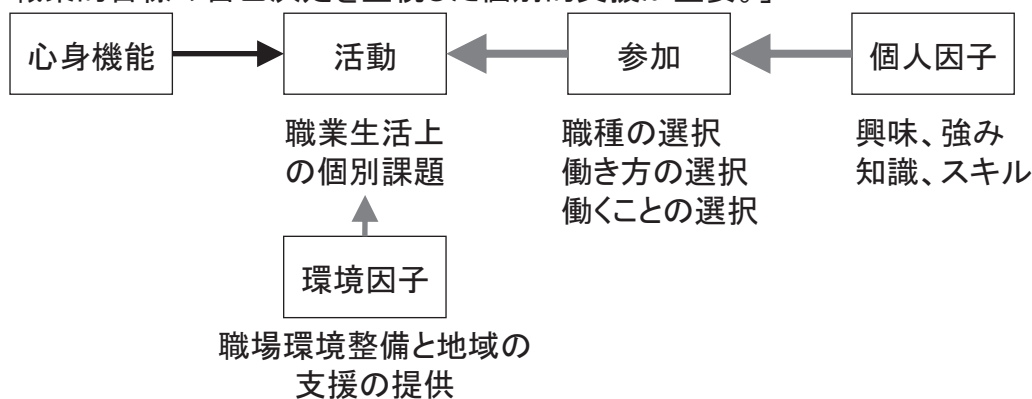 心身機能
活動
参加
個人因子
職業生活上
の個別課題
職種の選択
働き方の選択
働くことの選択
興味、強み
知識、スキル
環境因子
職場環境整備と地域の
支援の提供